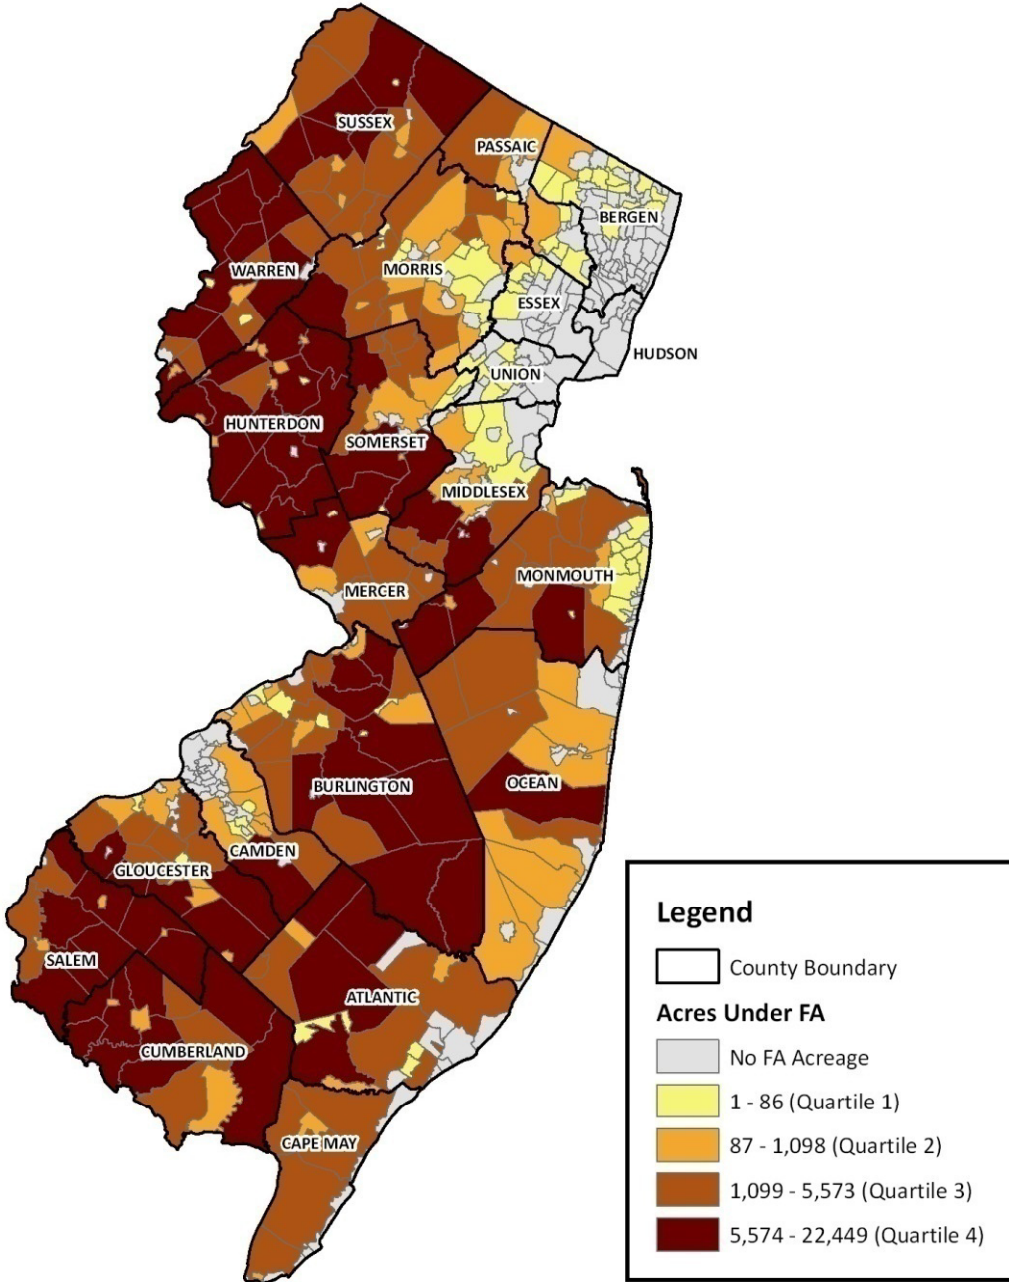 SUSSEX
PASSAIC
BERGEN
WARREN
MORRIS
ESSEX
HUDSON
UNION
HUNTERDON
SOMERSET
MIDDLESEX
MONMOUTH
MERCER
OCEAN
BURLINGTON
CAMDEN
GLOUCESTER
SALEM
ATLANTIC
CUMBERLAND
CAPE MAY
Legend
County Boundary
Acres Under FA
No FA Acreage
1 - 86 (Quartile 1)
87 - 1,098 (Quartile 2)
1,099 - 5,573 (Quartile 3)
5,574 - 22,449 (Quartile 4)